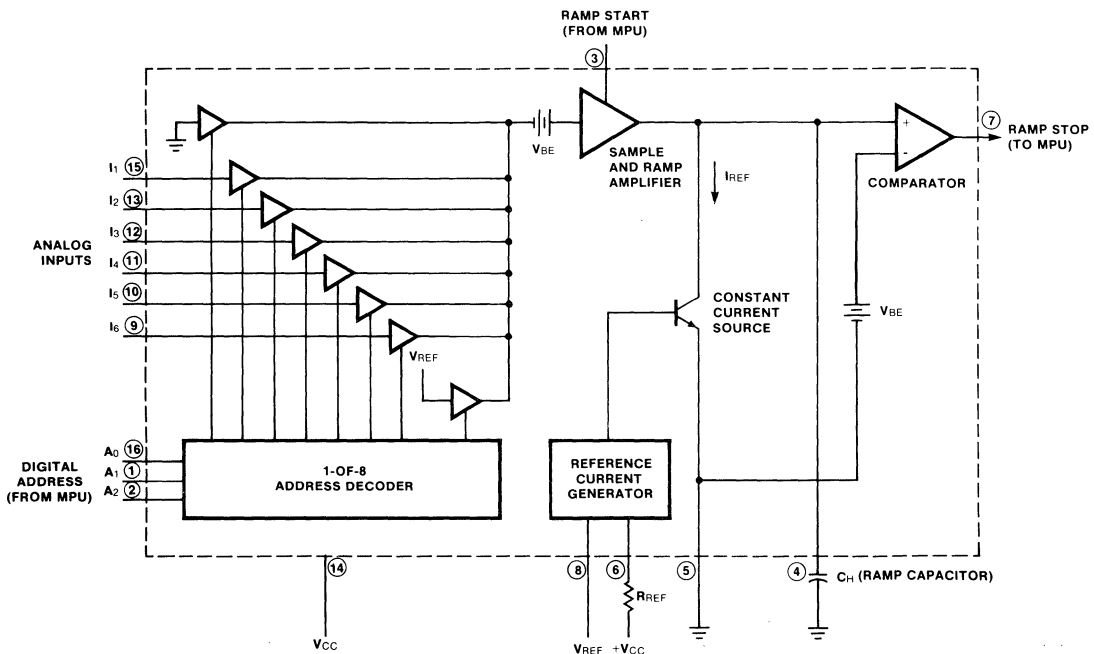 RAMP START
(FROM MPU)
3
7
RAMP STOP
(TO MPU)
+
-
COMPARATOR
VBE
SAMPLE
AND RAMP
AMPLIFIER
IREF
I1 15
I2 13
I3 12
I4 11
I5 10
I6 9
ANALOG
INPUTS
VREF
CONSTANT
CURRENT
SOURCE
VBE
A0 16
A1 1
A2 2
DIGITAL
ADDRESS
(FROM MPU)
1-OF-8
ADDRESS DECODER
REFERENCE
CURRENT
GENERATOR
14
8
6
5
4
CH (RAMP CAPACITOR)
RREF
VCC
VREF
+VCC